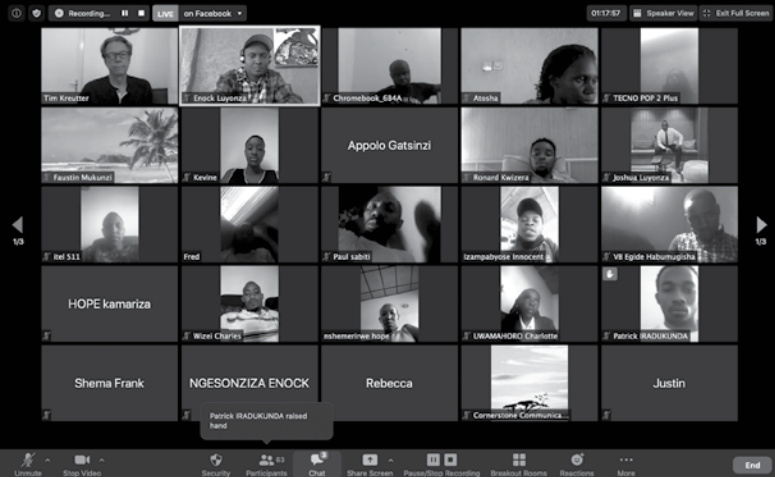 Recording...
LIVE
on Facebook
01:17:57
Speaker View
Exit Full Screen
Tim Kreutter
Enock Luyonza
Chromebook_684A
Atosha
TECNO POP 2 Plus
Faustin Mukunzi
Kevine
Appolo Gatsinzi
Ronard Kwizera
Joshua Luyonza
1/3
1/3
itel S11
Fred
Paul sabiti
Izampabyose Innocent
VB Egide Habumugisha
HOPE kamariza
Wizei Charles
nshemerirwe hope
UWAMAHORO Charlotte
Patrick IRADUKUNDA
Shema Frank
NGESONZIZA ENOCK
Rebecca
Cornerstone Communica...
Justin
Patrick IRADUKUNDA raised
hand
Unmute
Stop Video
Security
Participants
63
Chat
3
Share Screen
Pause/Stop Recording
Breakout Rooms
Reactions
More
End